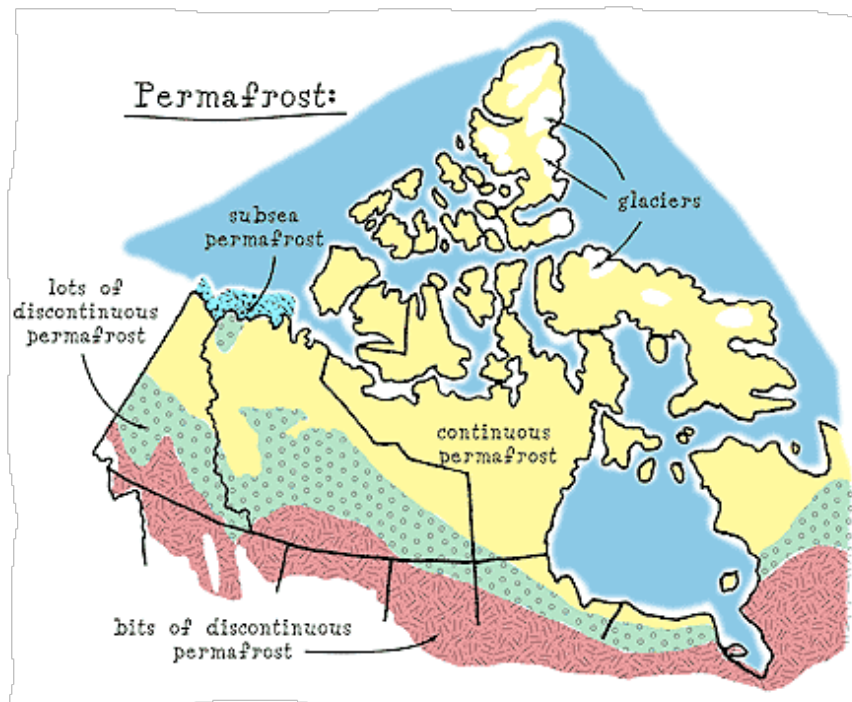 Permafrost:
glaciers
subsea
permafrost
lots of
discontinuous
permafrost
continuous
permafrost
bits of discontinuous
permafrost